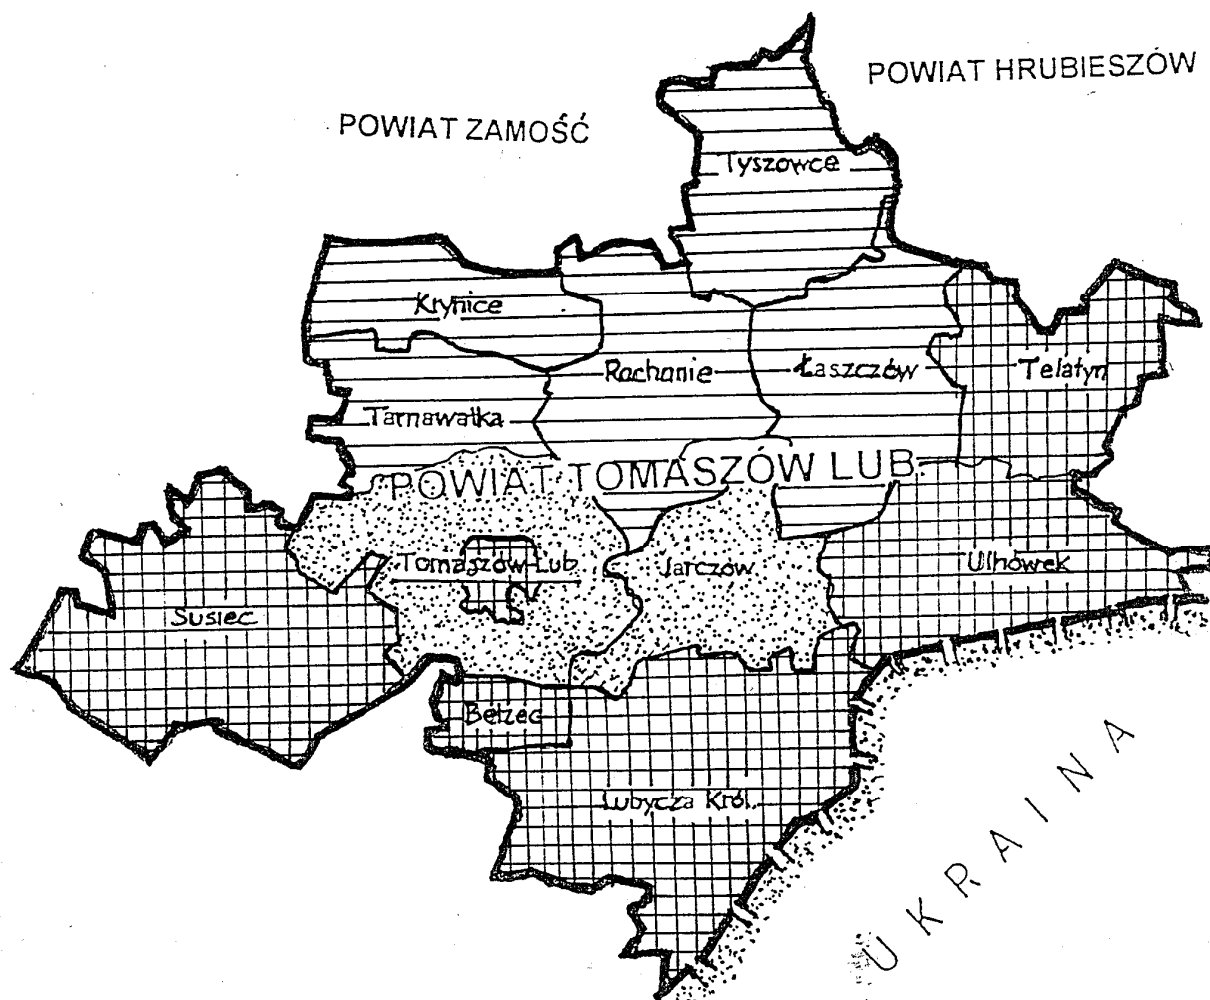 POWIAT HRUBIESZÓW
POWIAT ZAMOŚĆ
Tyszowce
Krynice
Rachanie
Łaszczów
Telatyn
Tarnawatka
POWIAT TOMASZÓW LUB
Tomaszów Lub.
Jarczów
Ulhówek
Susiec
Bełzec
Lubycza Król.
UKRAINA